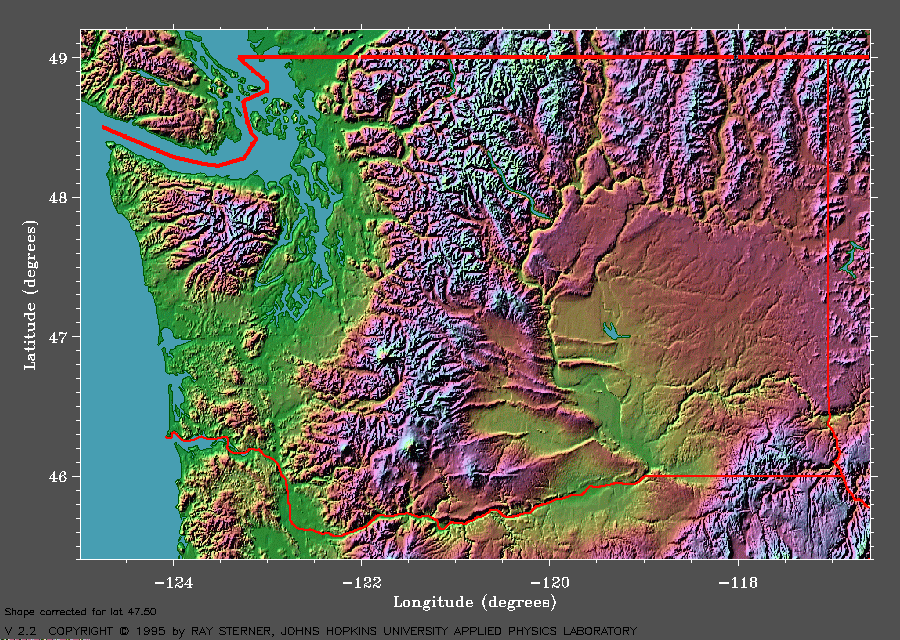 49
48
47
46
Latitude (degrees)
-124
-122
-120
-118
Longitude (degrees)
Shape corrected for lat 47.50
V 2.2 COPYRIGHT © 1995 by RAY STERNER, JOHNS HOPKINS UNIVERSITY APPLIED PHYSICS LABORATORY